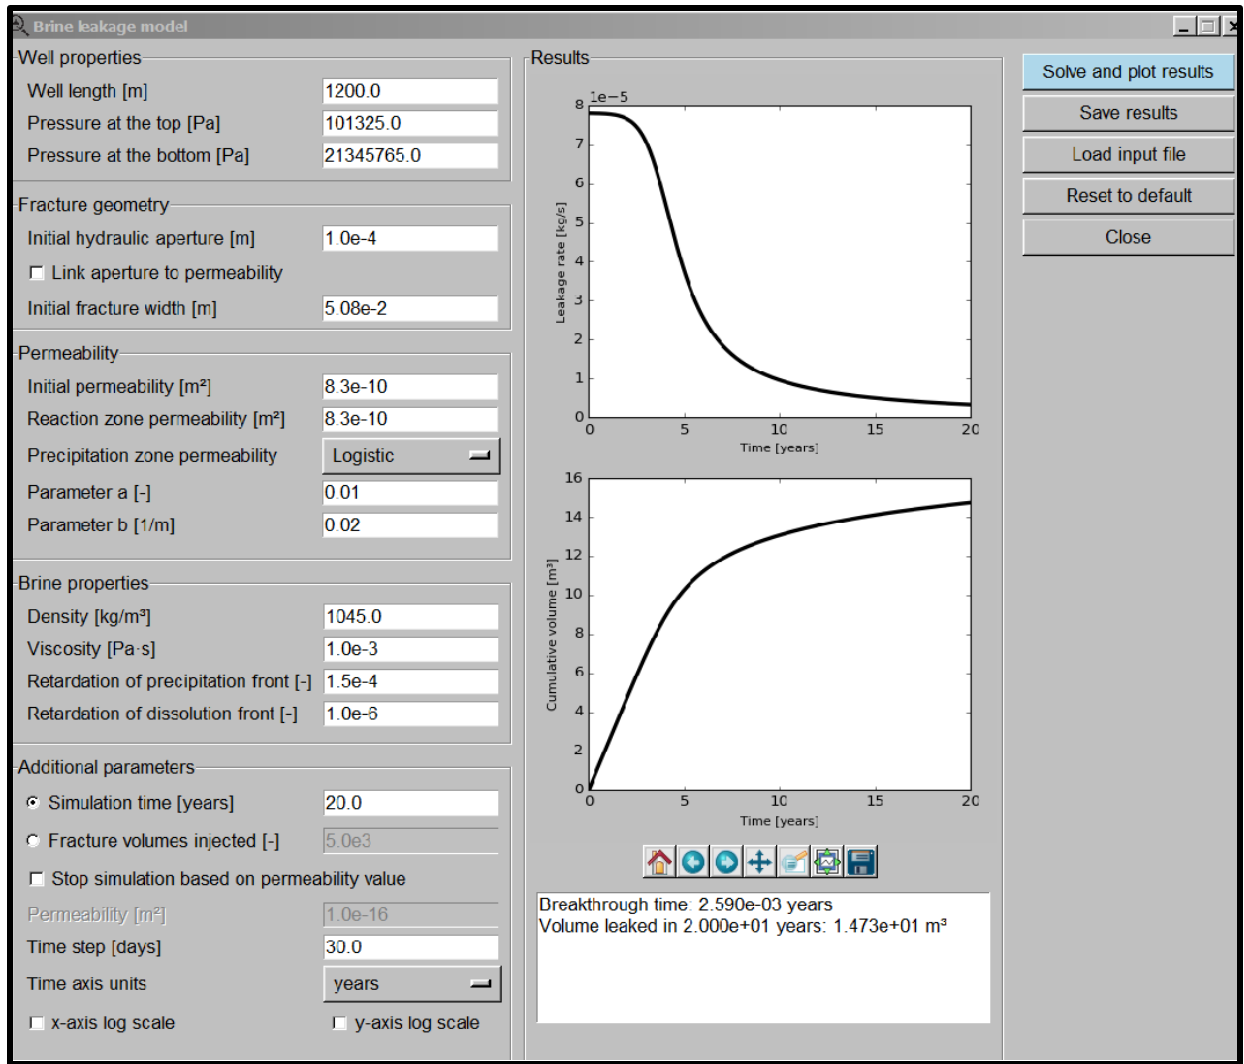 Brine leakage model
Well properties
Well length [m] 1200.0
Pressure at the top [Pa] 101325.0
Pressure at the bottom [Pa] 21345765.0
Fracture geometry
Initial hydraulic aperture [m] 1.0e-4
Link aperture to permeability
Initial fracture width [m] 5.08e-2
Permeability
Initial permeability [m²] 8.3e-10
Reaction zone permeability [m²] 8.3e-10
Precipitation zone permeability Logistic
Parameter a [-] 0.01
Parameter b [1/m] 0.02
Brine properties
Density [kg/m³] 1045.0
Viscosity [Pa·s] 1.0e-3
Retardation of precipitation front [-] 1.5e-4
Retardation of dissolution front [-] 1.0e-6
Additional parameters
Simulation time [years] 20.0
Fracture volumes injected [-] 5.0e3
Stop simulation based on permeability value
Permeability [m²] 1.0e-16
Time step [days] 30.0
Time axis units years
x-axis log scale y-axis log scale
Results
1e−5
8
7
6
5
4
3
2
1
0
Leakage rate [kg/s]
0 5 10 15 20
Time [years]
16
14
12
10
8
6
4
2
0
Cumulative volume [m³]
0 5 10 15 20
Time [years]
Breakthrough time: 2.590e-03 years
Volume leaked in 2.000e+01 years: 1.473e+01 m³
Solve and plot results
Save results
Load input file
Reset to default
Close